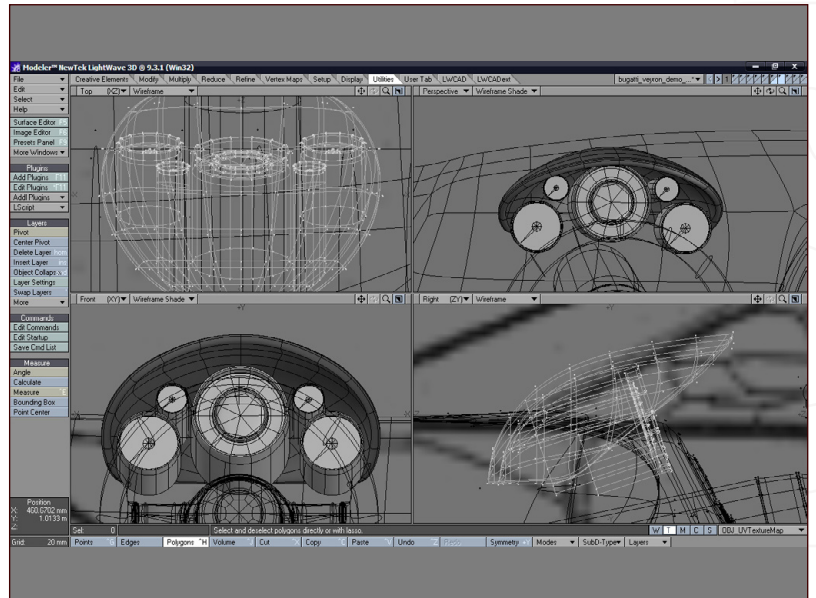 Modeler™ NewTek LightWave 3D ® 9.3.1 (Win32)
File Creative Elements Modify Multiply Reduce Refine Vertex Maps Setup Display Utilities User Tab LWCAD LWCADext bugatti_veyron_demo_... 1
Edit Top (XZ) Wireframe Perspective Wireframe Shade
Select
Help
Surface Editor F5
Image Editor F6
Presets Panel
More Windows
Plugins
Add Plugins
Edit Plugins
Addl Plugins
LScript
Layers
Pivot
Center Pivot
Delete Layer
Insert Layer
Object Collaps
Layer Settings
Swap Layers
More Front (XY) Wireframe Shade Right (ZY) Wireframe
Commands
Edit Commands
Edit Startup
Save Cmd List
Measure
Angle
Calculate
Measure
Bounding Box
Point Center
Position
X: 460.6702 mm
Y: 1.0133 m
Z:
Sel: 0 Select and deselect polygons directly or with lasso. W T M C S OBJ_UVTextureMap
Grid: 20 mm Points ^G Edges Polygons ^H Volume Cut Copy Paste Undo Redo Symmetry Modes SubD-Type Layers